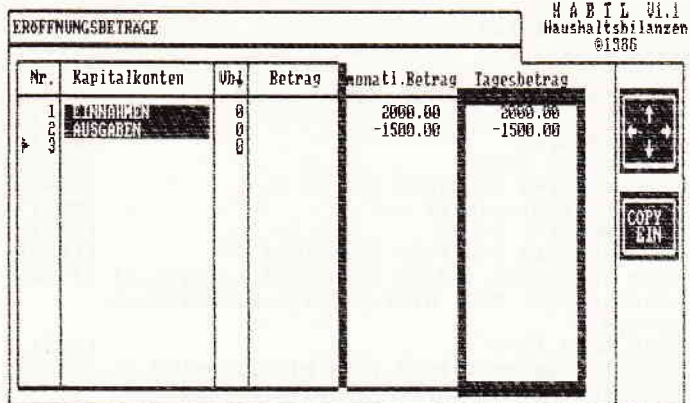 HABIL V1.1
Haushaltsbilanzen
©1986
ERÖFFNUNGSBETRÄGE
Nr. Kapitalkonten Vbl Betrag monatl.Betrag Tagesbetrag
1 EINNAHMEN 0 2000.00 2000.00
2 AUSGABEN 0 -1500.00 -1500.00
3 0
COPY
EIN